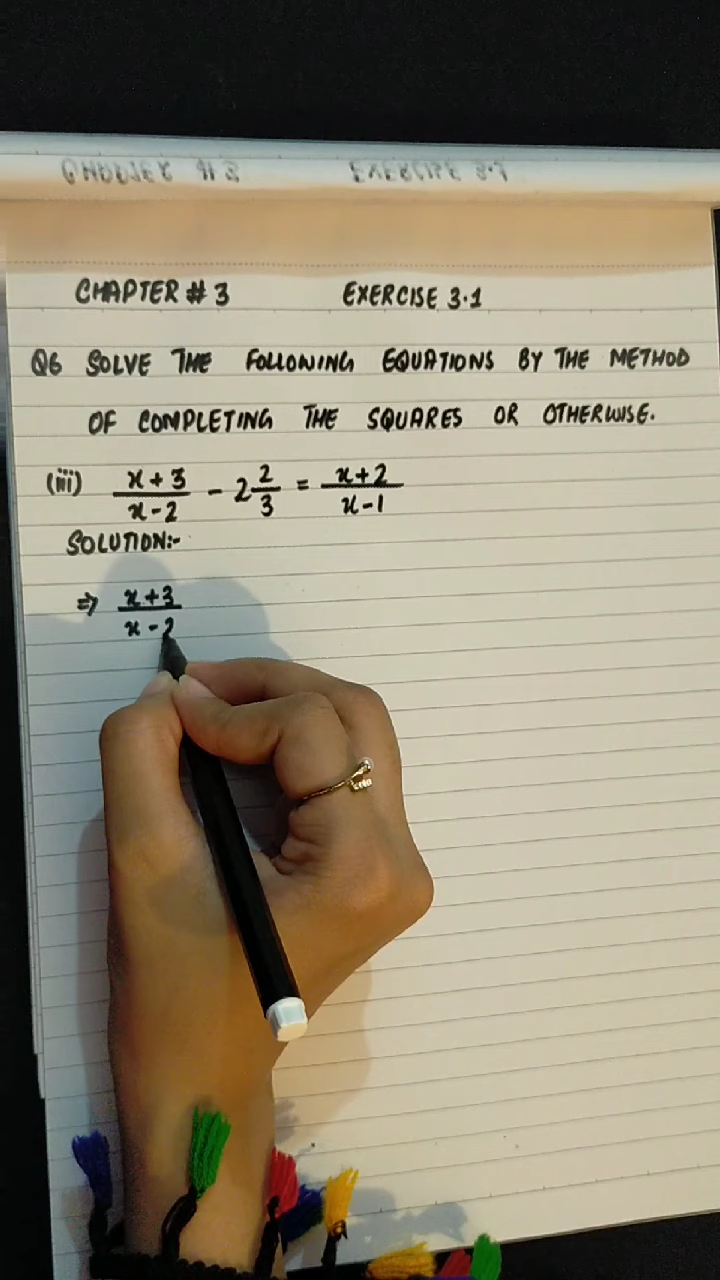 CHAPTER # 3 EXERCISE 3.1
Q6 SOLVE THE FOLLOWING EQUATIONS BY THE METHOD
OF COMPLETING THE SQUARES OR OTHERWISE.
(iii) x+3/x-2 - 2 2/3 = x+2/x-1
SOLUTION:-
⇒ x+3/x-2